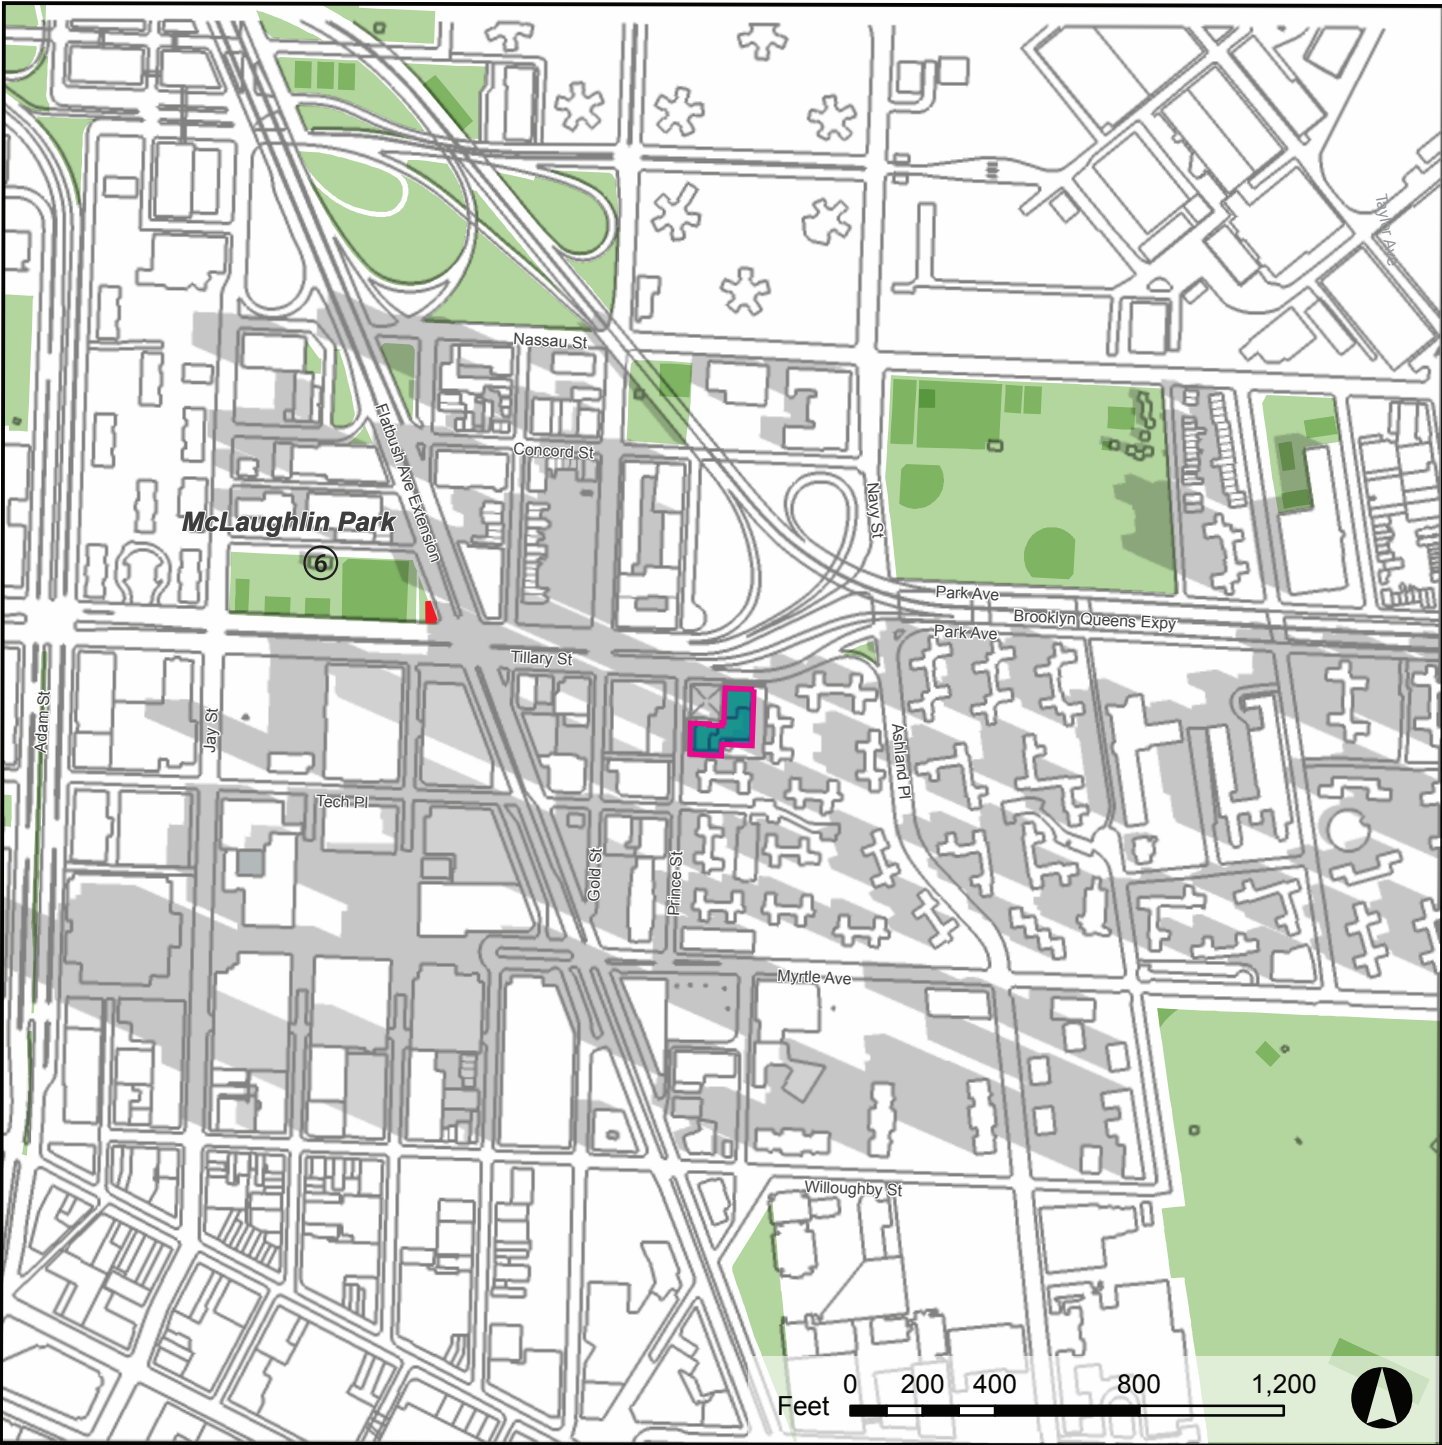 Taylor Ave
Nassau St
Flatbush Ave Extension
Concord St
Navy St
McLaughlin Park
6
Park Ave
Brooklyn Queens Expy
Park Ave
Tillary St
Adam St
Jay St
Ashland Pl
Tech Pl
Gold St
Prince St
Myrtle Ave
Willoughby St
0 200 400 800 1,200
Feet